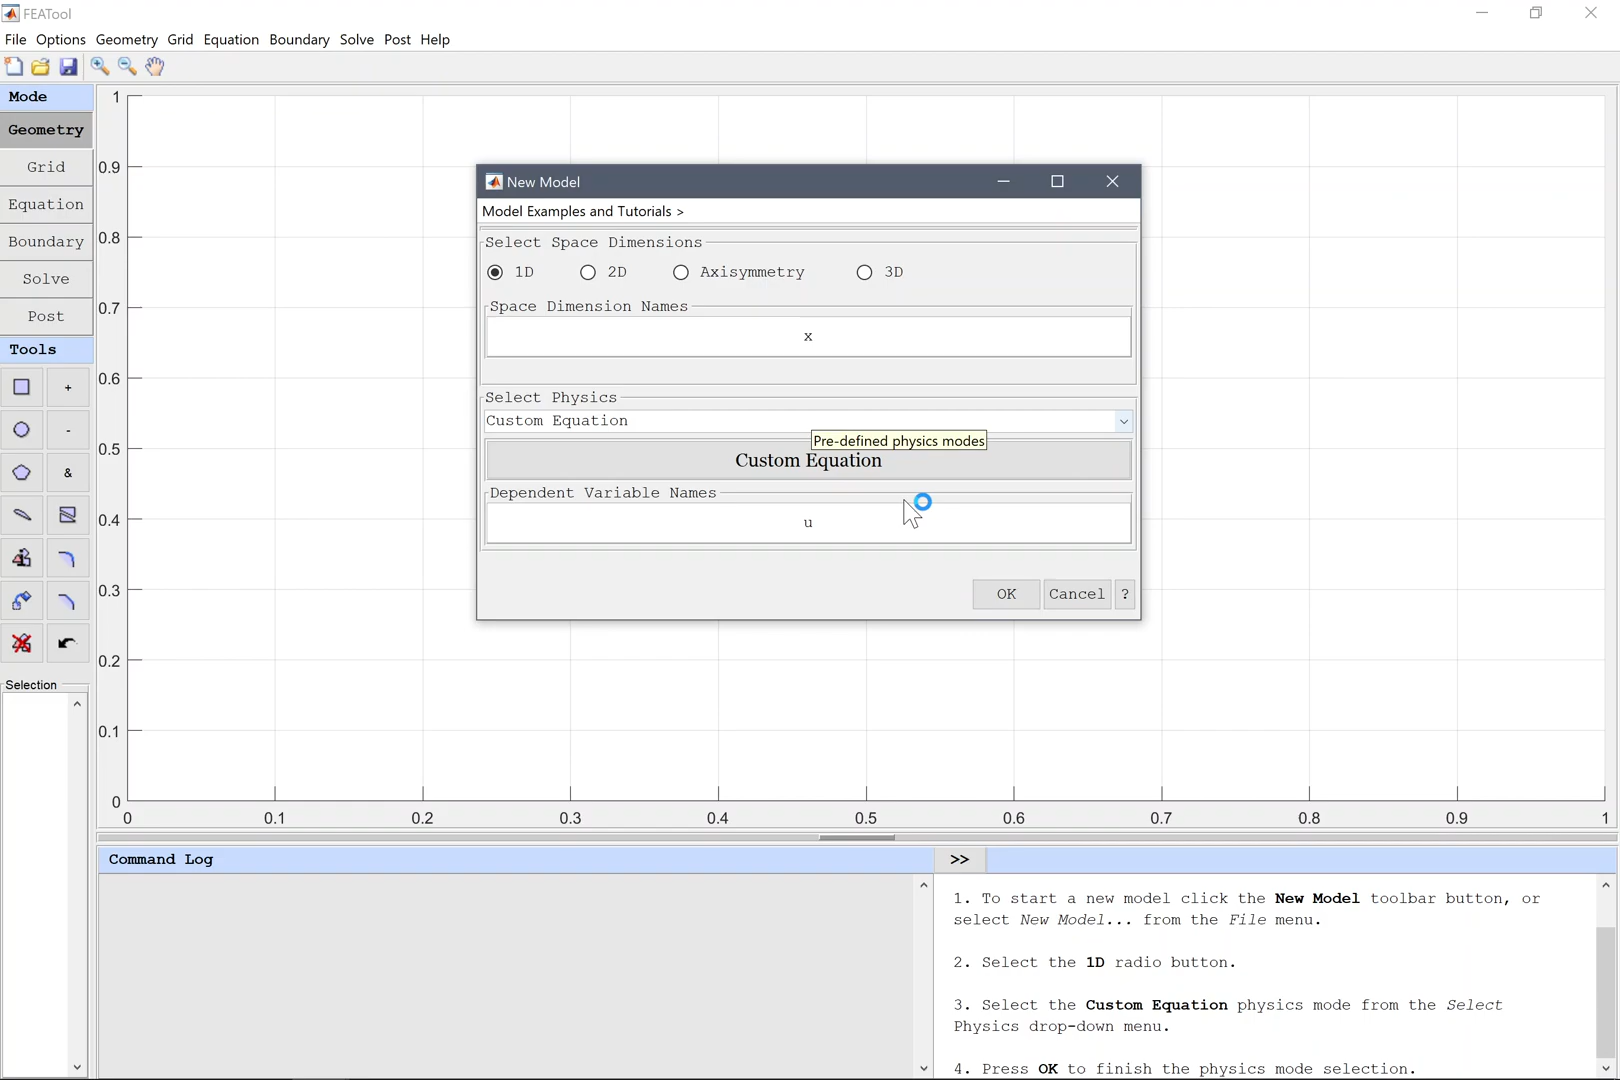 FEATool
File Options Geometry Grid Equation Boundary Solve Post Help
Mode
Geometry
Grid
Equation
Boundary
Solve
Post
Tools
+
-
&
Selection
1
0.9
0.8
0.7
0.6
0.5
0.4
0.3
0.2
0.1
0
0 0.1 0.2 0.3 0.4 0.5 0.6 0.7 0.8 0.9 1
New Model
Model Examples and Tutorials >
Select Space Dimensions
1D 2D Axisymmetry 3D
Space Dimension Names
x
Select Physics
Custom Equation
Pre-defined physics modes
Custom Equation
Dependent Variable Names
u
OK Cancel ?
Command Log
>>
1. To start a new model click the New Model toolbar button, or
select New Model... from the File menu.
2. Select the 1D radio button.
3. Select the Custom Equation physics mode from the Select
Physics drop-down menu.
4. Press OK to finish the physics mode selection.